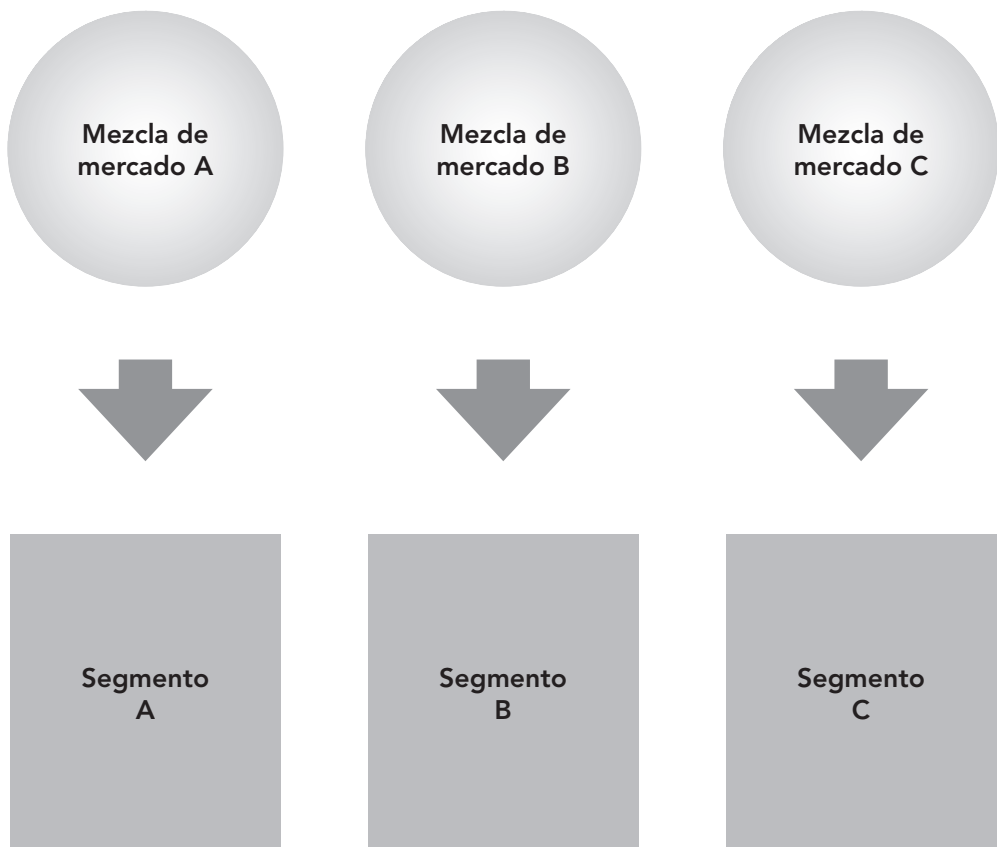 Mezcla de
mercado A
Mezcla de
mercado B
Mezcla de
mercado C
Segmento
A
Segmento
B
Segmento
C